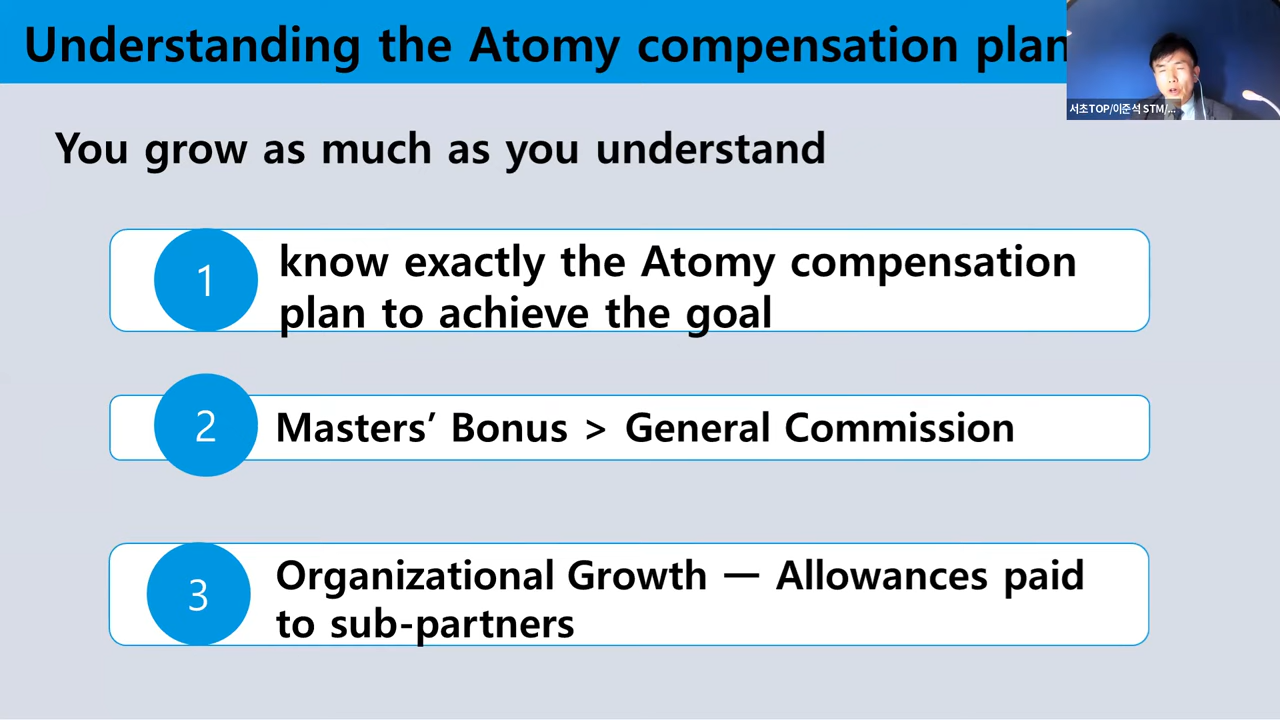 Understanding the Atomy compensation plan
서초TOP/이준석 STM/...
You grow as much as you understand
1
know exactly the Atomy compensation
plan to achieve the goal
2
Masters’ Bonus > General Commission
3
Organizational Growth — Allowances paid
to sub-partners